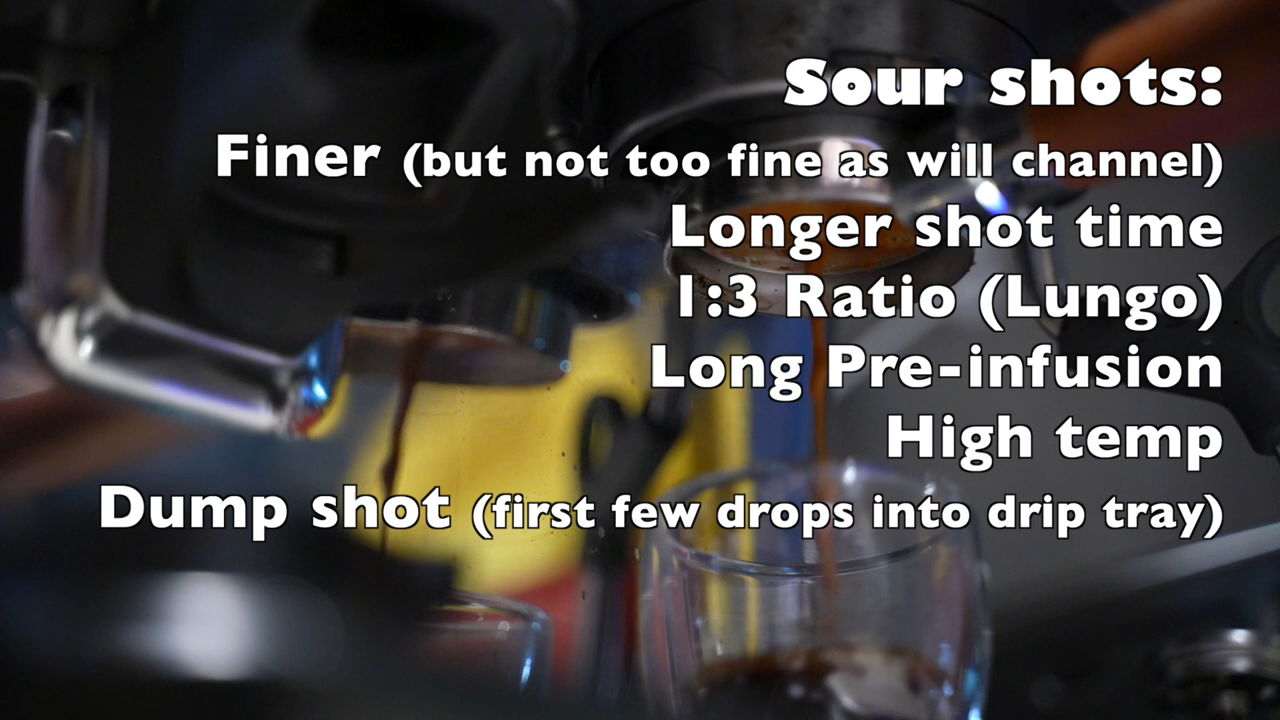 Sour shots:
Finer (but not too fine as will channel)
Longer shot time
1:3 Ratio (Lungo)
Long Pre-infusion
High temp
Dump shot (first few drops into drip tray)